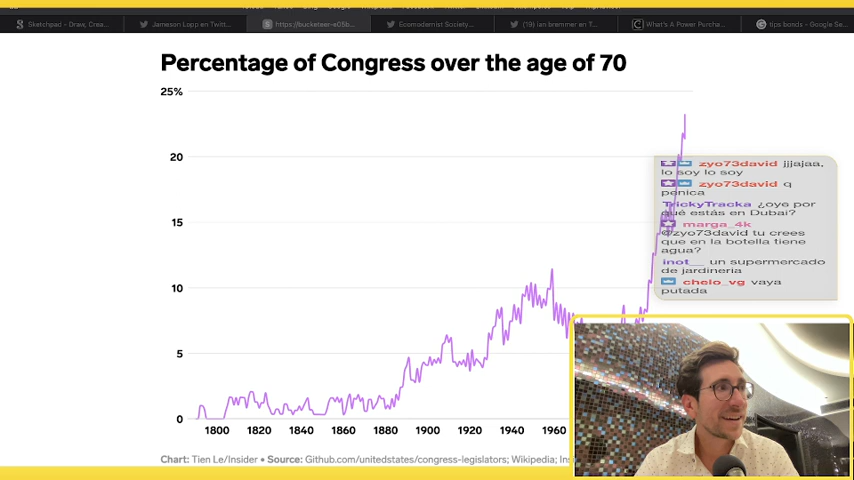 Sketchpad - Draw, Crea...
Jameson Lopp en Twitt...
https://bucketeer-e05b...
Ecomodernist Society...
(19) ian bremmer en T...
What's A Power Purcha...
tips bonds - Google Se...
Percentage of Congress over the age of 70
25%
20
15
10
5
0
1800 1820 1840 1860 1880 1900 1920 1940 1960
Chart: Tien Le/Insider • Source: Github.com/unitedstates/congress-legislators; Wikipedia; Ins
zyo73david jjjajaa,
lo soy lo soy
zyo73david q
penica
TrickyTracka ¿oye por
qué estás en Dubai?
marga_4k
@zyo73david tu crees
que en la botella tiene
agua?
inot__ un supermercado
de jardineria
chelo_vg vaya
putada